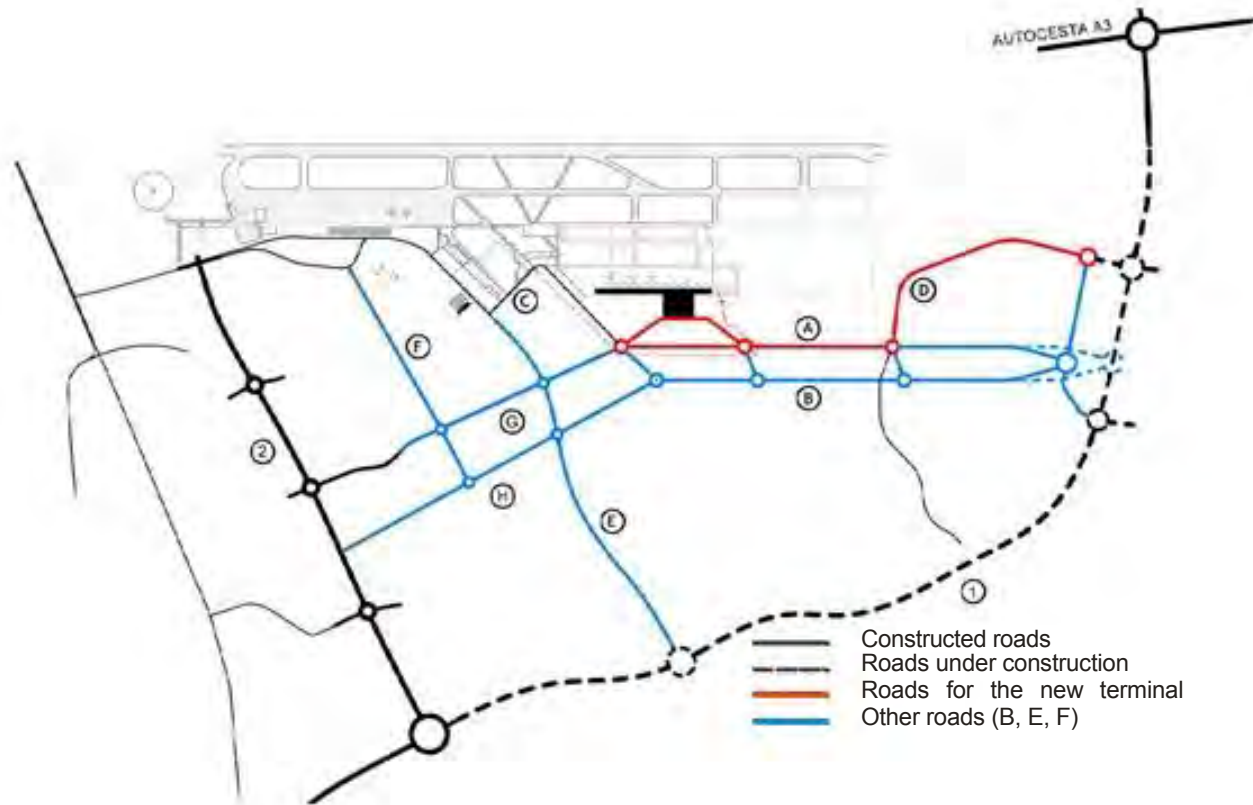 AUTOCESTA A3
C
D
F
A
B
G
2
H
E
1
Constructed roads
Roads under construction
Roads for the new terminal
Other roads (B, E, F)